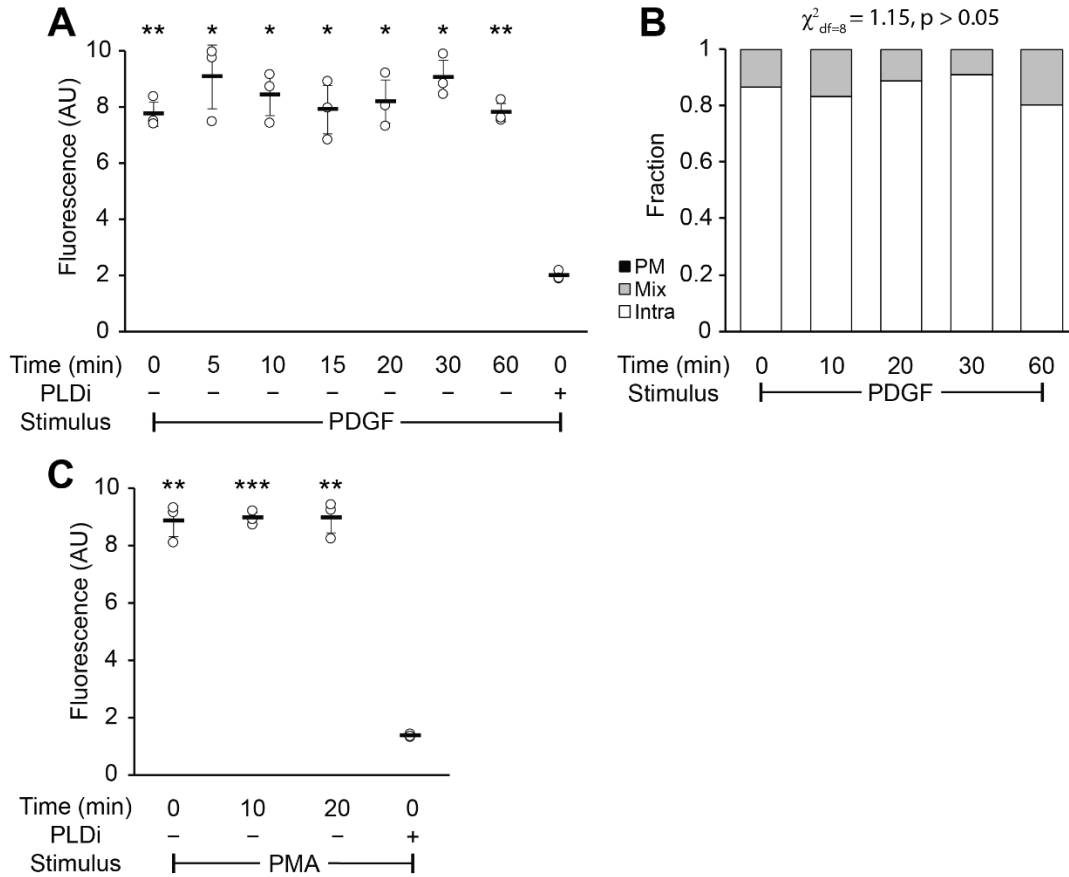 A
** * * * * * **
Fluorescence (AU)
10
8
6
4
2
0
Time (min) 0 5 10 15 20 30 60 0
PLDi – – – – – – – +
Stimulus PDGF
B
χ²df=8 = 1.15, p > 0.05
Fraction
1
0.8
0.6
0.4
0.2
0
PM
Mix
Intra
Time (min) 0 10 20 30 60
Stimulus PDGF
C
** *** **
Fluorescence (AU)
10
8
6
4
2
0
Time (min) 0 10 20 0
PLDi – – – +
Stimulus PMA